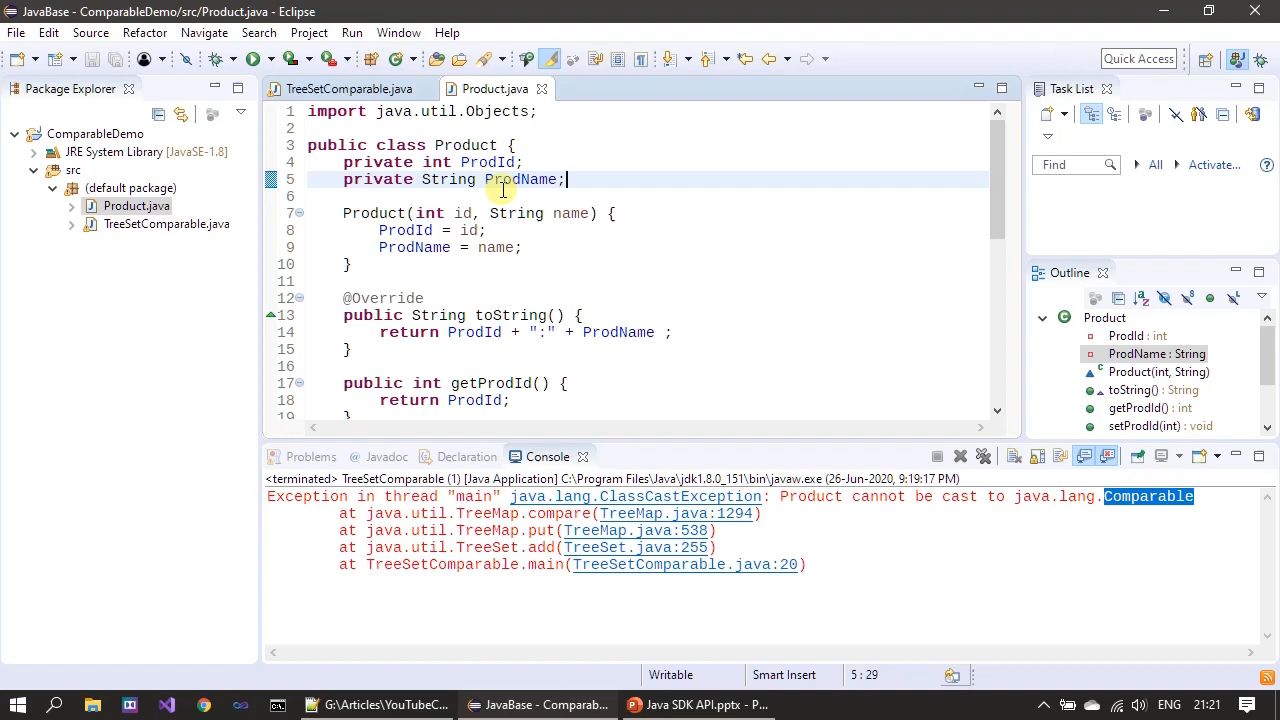 JavaBase - ComparableDemo/src/Product.java - Eclipse
File Edit Source Refactor Navigate Search Project Run Window Help
Quick Access
Package Explorer
ComparableDemo
JRE System Library [JavaSE-1.8]
src
(default package)
Product.java
TreeSetComparable.java
TreeSetComparable.java Product.java
1 import java.util.Objects;
2
3 public class Product {
4 private int ProdId;
5 private String ProdName;
6
7 Product(int id, String name) {
8 ProdId = id;
9 ProdName = name;
10 }
11
12 @Override
13 public String toString() {
14 return ProdId + ":" + ProdName ;
15 }
16
17 public int getProdId() {
18 return ProdId;
19 }
Task List
Find All Activate...
Outline
Product
ProdId : int
ProdName : String
Product(int, String)
toString() : String
getProdId() : int
setProdId(int) : void
Problems Javadoc Declaration Console
<terminated> TreeSetComparable (1) [Java Application] C:\Program Files\Java\jdk1.8.0_151\bin\javaw.exe (26-Jun-2020, 9:19:17 PM)
Exception in thread "main" java.lang.ClassCastException: Product cannot be cast to java.lang.Comparable
at java.util.TreeMap.compare(TreeMap.java:1294)
at java.util.TreeMap.put(TreeMap.java:538)
at java.util.TreeSet.add(TreeSet.java:255)
at TreeSetComparable.main(TreeSetComparable.java:20)
Writable Smart Insert 5 : 29
G:\Articles\YouTubeC... JavaBase - Comparab... Java SDK API.pptx - P... 21:21